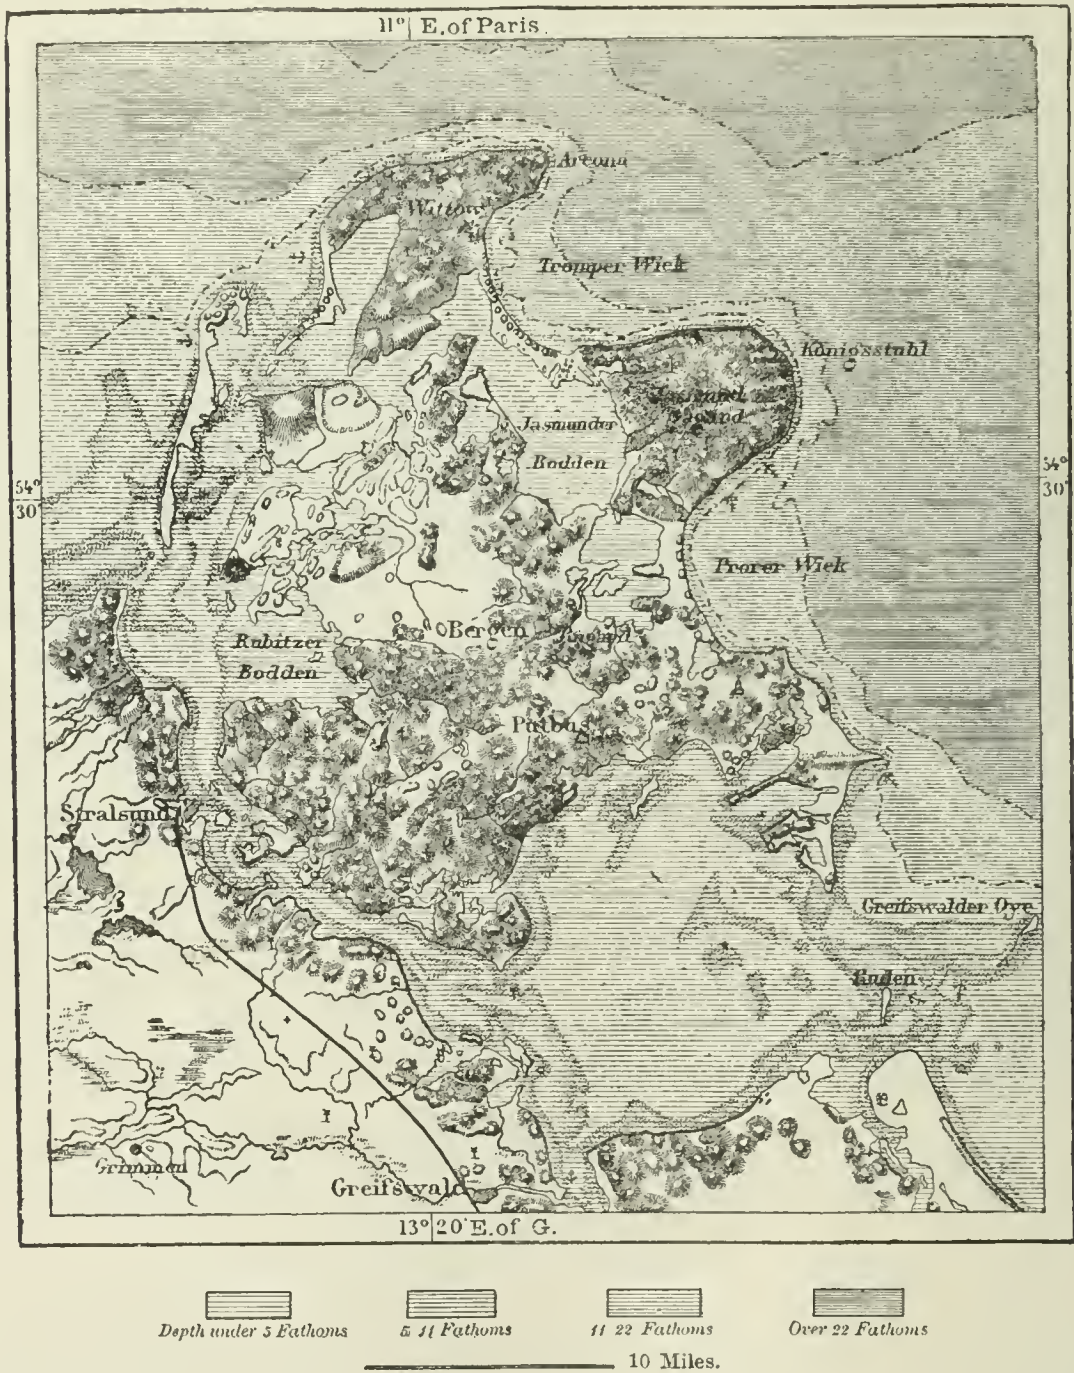 11° E. of Paris.
Arcona
Wittow
Tromper Wiek
Königsstuhl
Jasmunder
Bodden
54°
30'
54°
30'
Prorer Wiek
Bergen
Rubitzer
Bodden
Putbus
Stralsund
Greifswalder Oye
Ruden
Grimmen
Greifswald
13° 20' E. of G.
Depth under 5 Fathoms
5 11 Fathoms
11 22 Fathoms
Over 22 Fathoms
10 Miles.